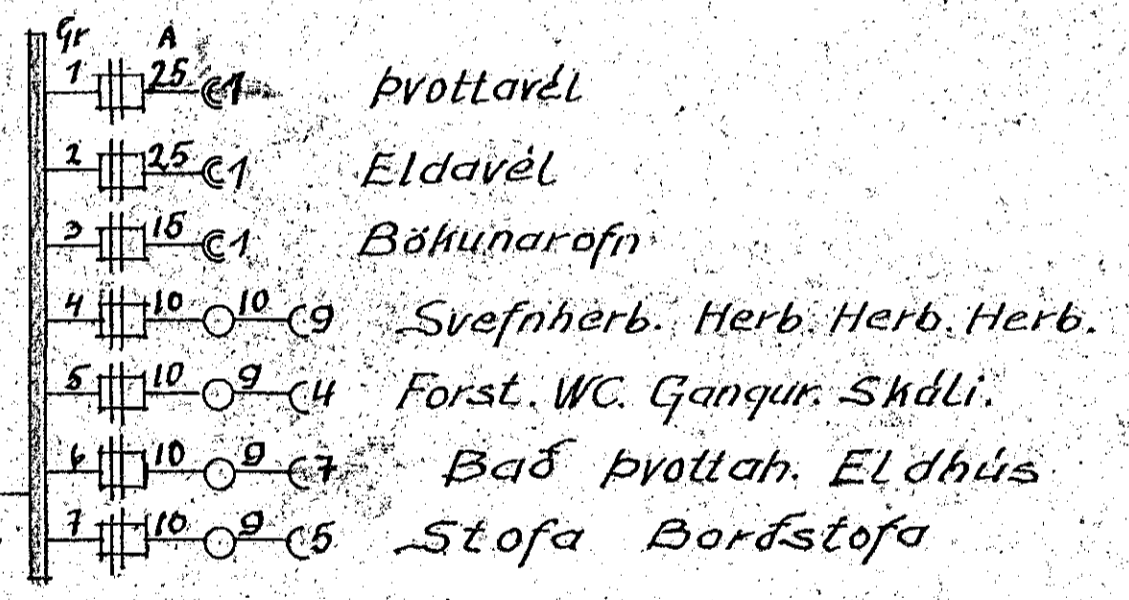 Gr A
1 25 1 Þvottavél
2 25 1 Eldavél
3 15 1 Bökunarofn
4 10 10 9 Svefnherb. Herb. Herb. Herb.
5 10 9 4 Forst. WC. Gangur. Skáli.
6 10 9 7 Bað Þvottah. Eldhús
7 10 9 5 Stofa Borðstofa